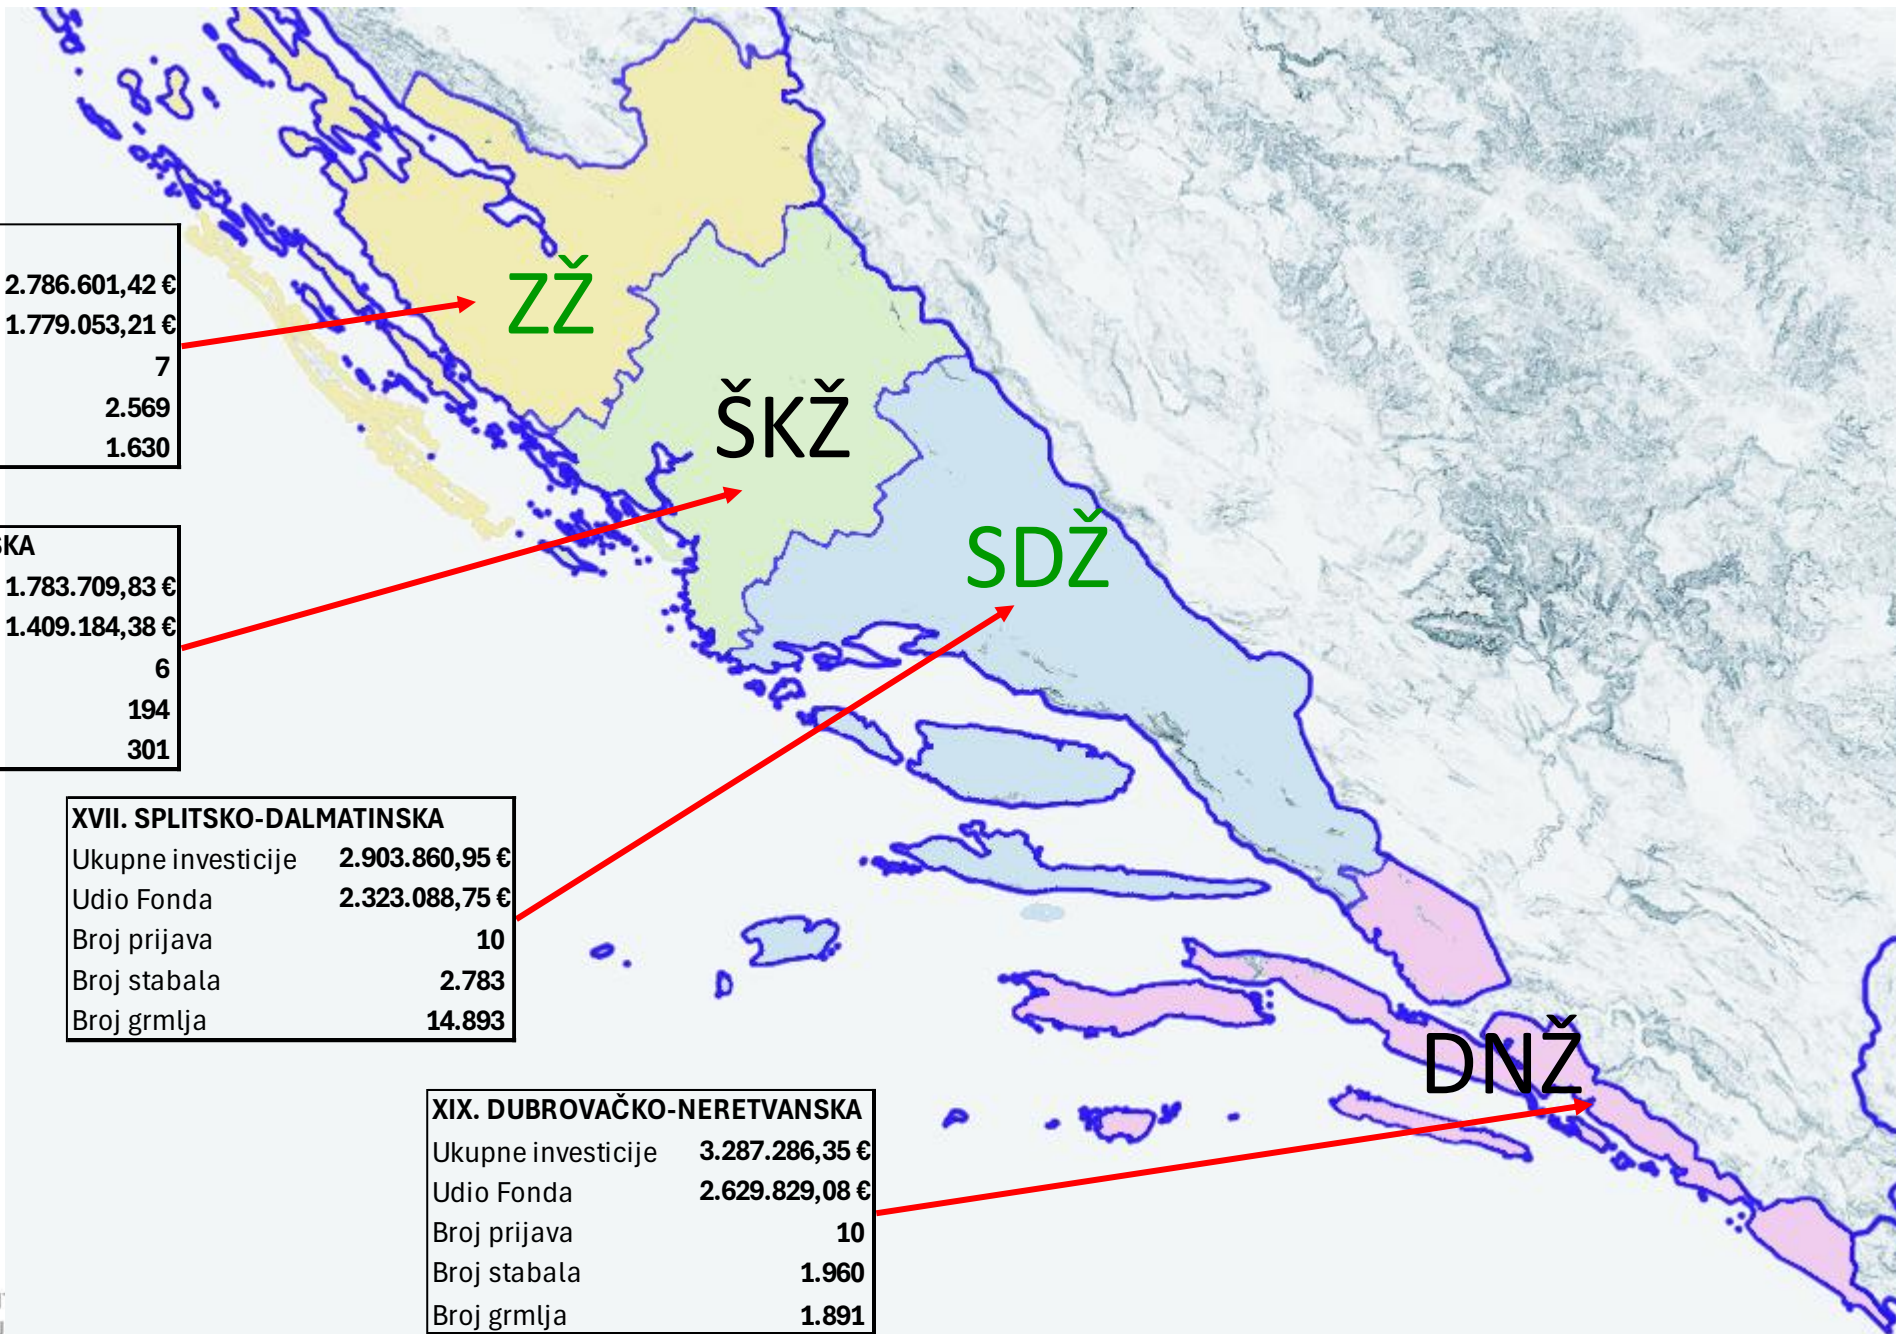 2.786.601,42 €
1.779.053,21 €
7
2.569
1.630
ZŽ
ŠKŽ
SKA
1.783.709,83 €
1.409.184,38 €
6
194
301
SDŽ
XVII. SPLITSKO-DALMATINSKA
Ukupne investicije 2.903.860,95 €
Udio Fonda 2.323.088,75 €
Broj prijava 10
Broj stabala 2.783
Broj grmlja 14.893
DNŽ
XIX. DUBROVAČKO-NERETVANSKA
Ukupne investicije 3.287.286,35 €
Udio Fonda 2.629.829,08 €
Broj prijava 10
Broj stabala 1.960
Broj grmlja 1.891